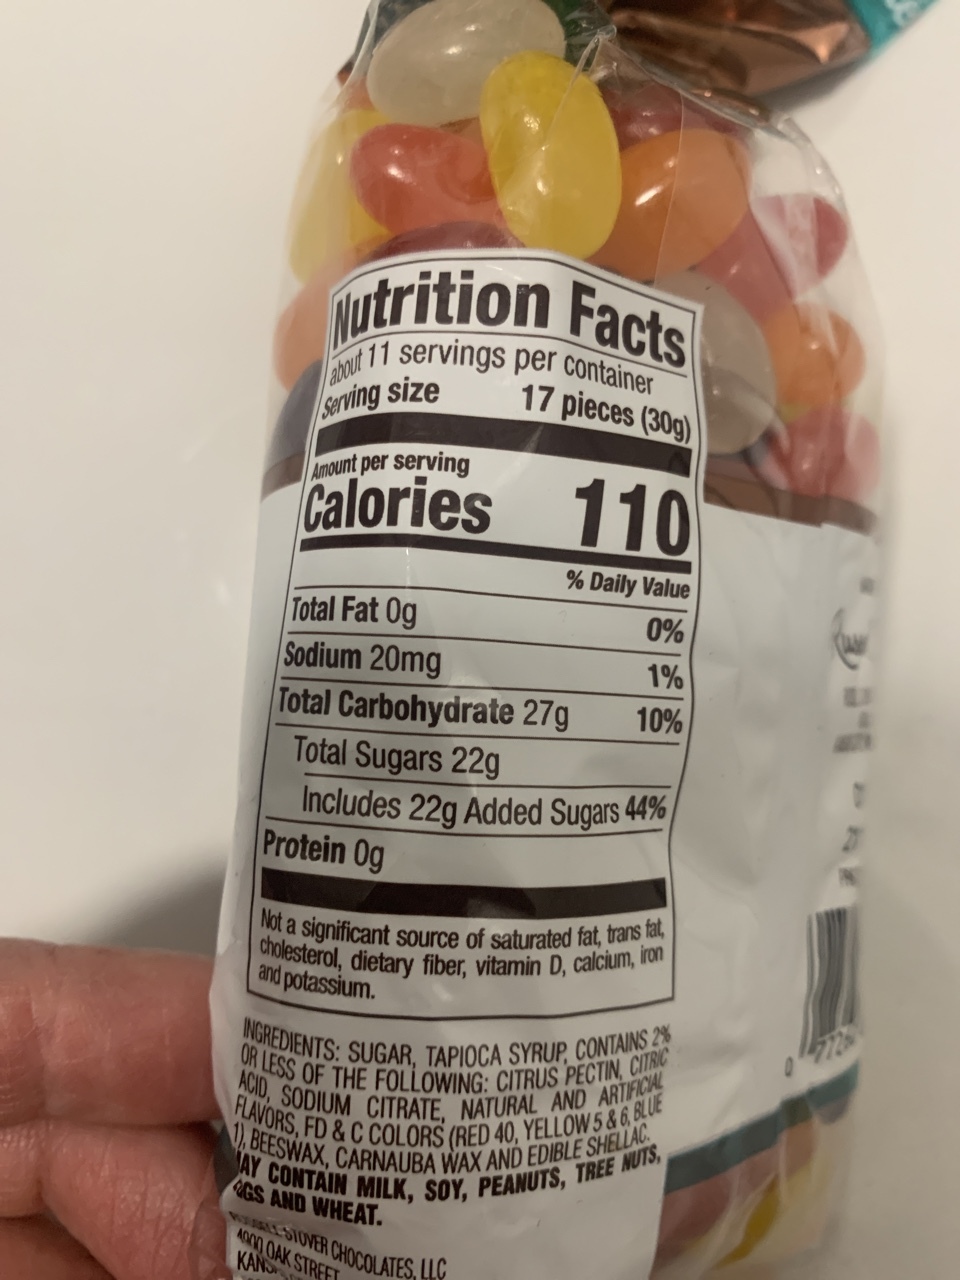 Nutrition Facts
about 11 servings per container
Serving size 17 pieces (30g)
Amount per serving
Calories 110
% Daily Value
Total Fat 0g 0%
Sodium 20mg 1%
Total Carbohydrate 27g 10%
Total Sugars 22g
Includes 22g Added Sugars 44%
Protein 0g
Not a significant source of saturated fat, trans fat,
cholesterol, dietary fiber, vitamin D, calcium, iron
and potassium.
INGREDIENTS: SUGAR, TAPIOCA SYRUP, CONTAINS 2%
OR LESS OF THE FOLLOWING: CITRUS PECTIN, CITRIC
ACID, SODIUM CITRATE, NATURAL AND ARTIFICIAL
FLAVORS, FD & C COLORS (RED 40, YELLOW 5 & 6, BLUE
1), BEESWAX, CARNAUBA WAX AND EDIBLE SHELLAC.
MAY CONTAIN MILK, SOY, PEANUTS, TREE NUTS,
EGGS AND WHEAT.
STOVER CHOCOLATES, LLC
4900 OAK STREET